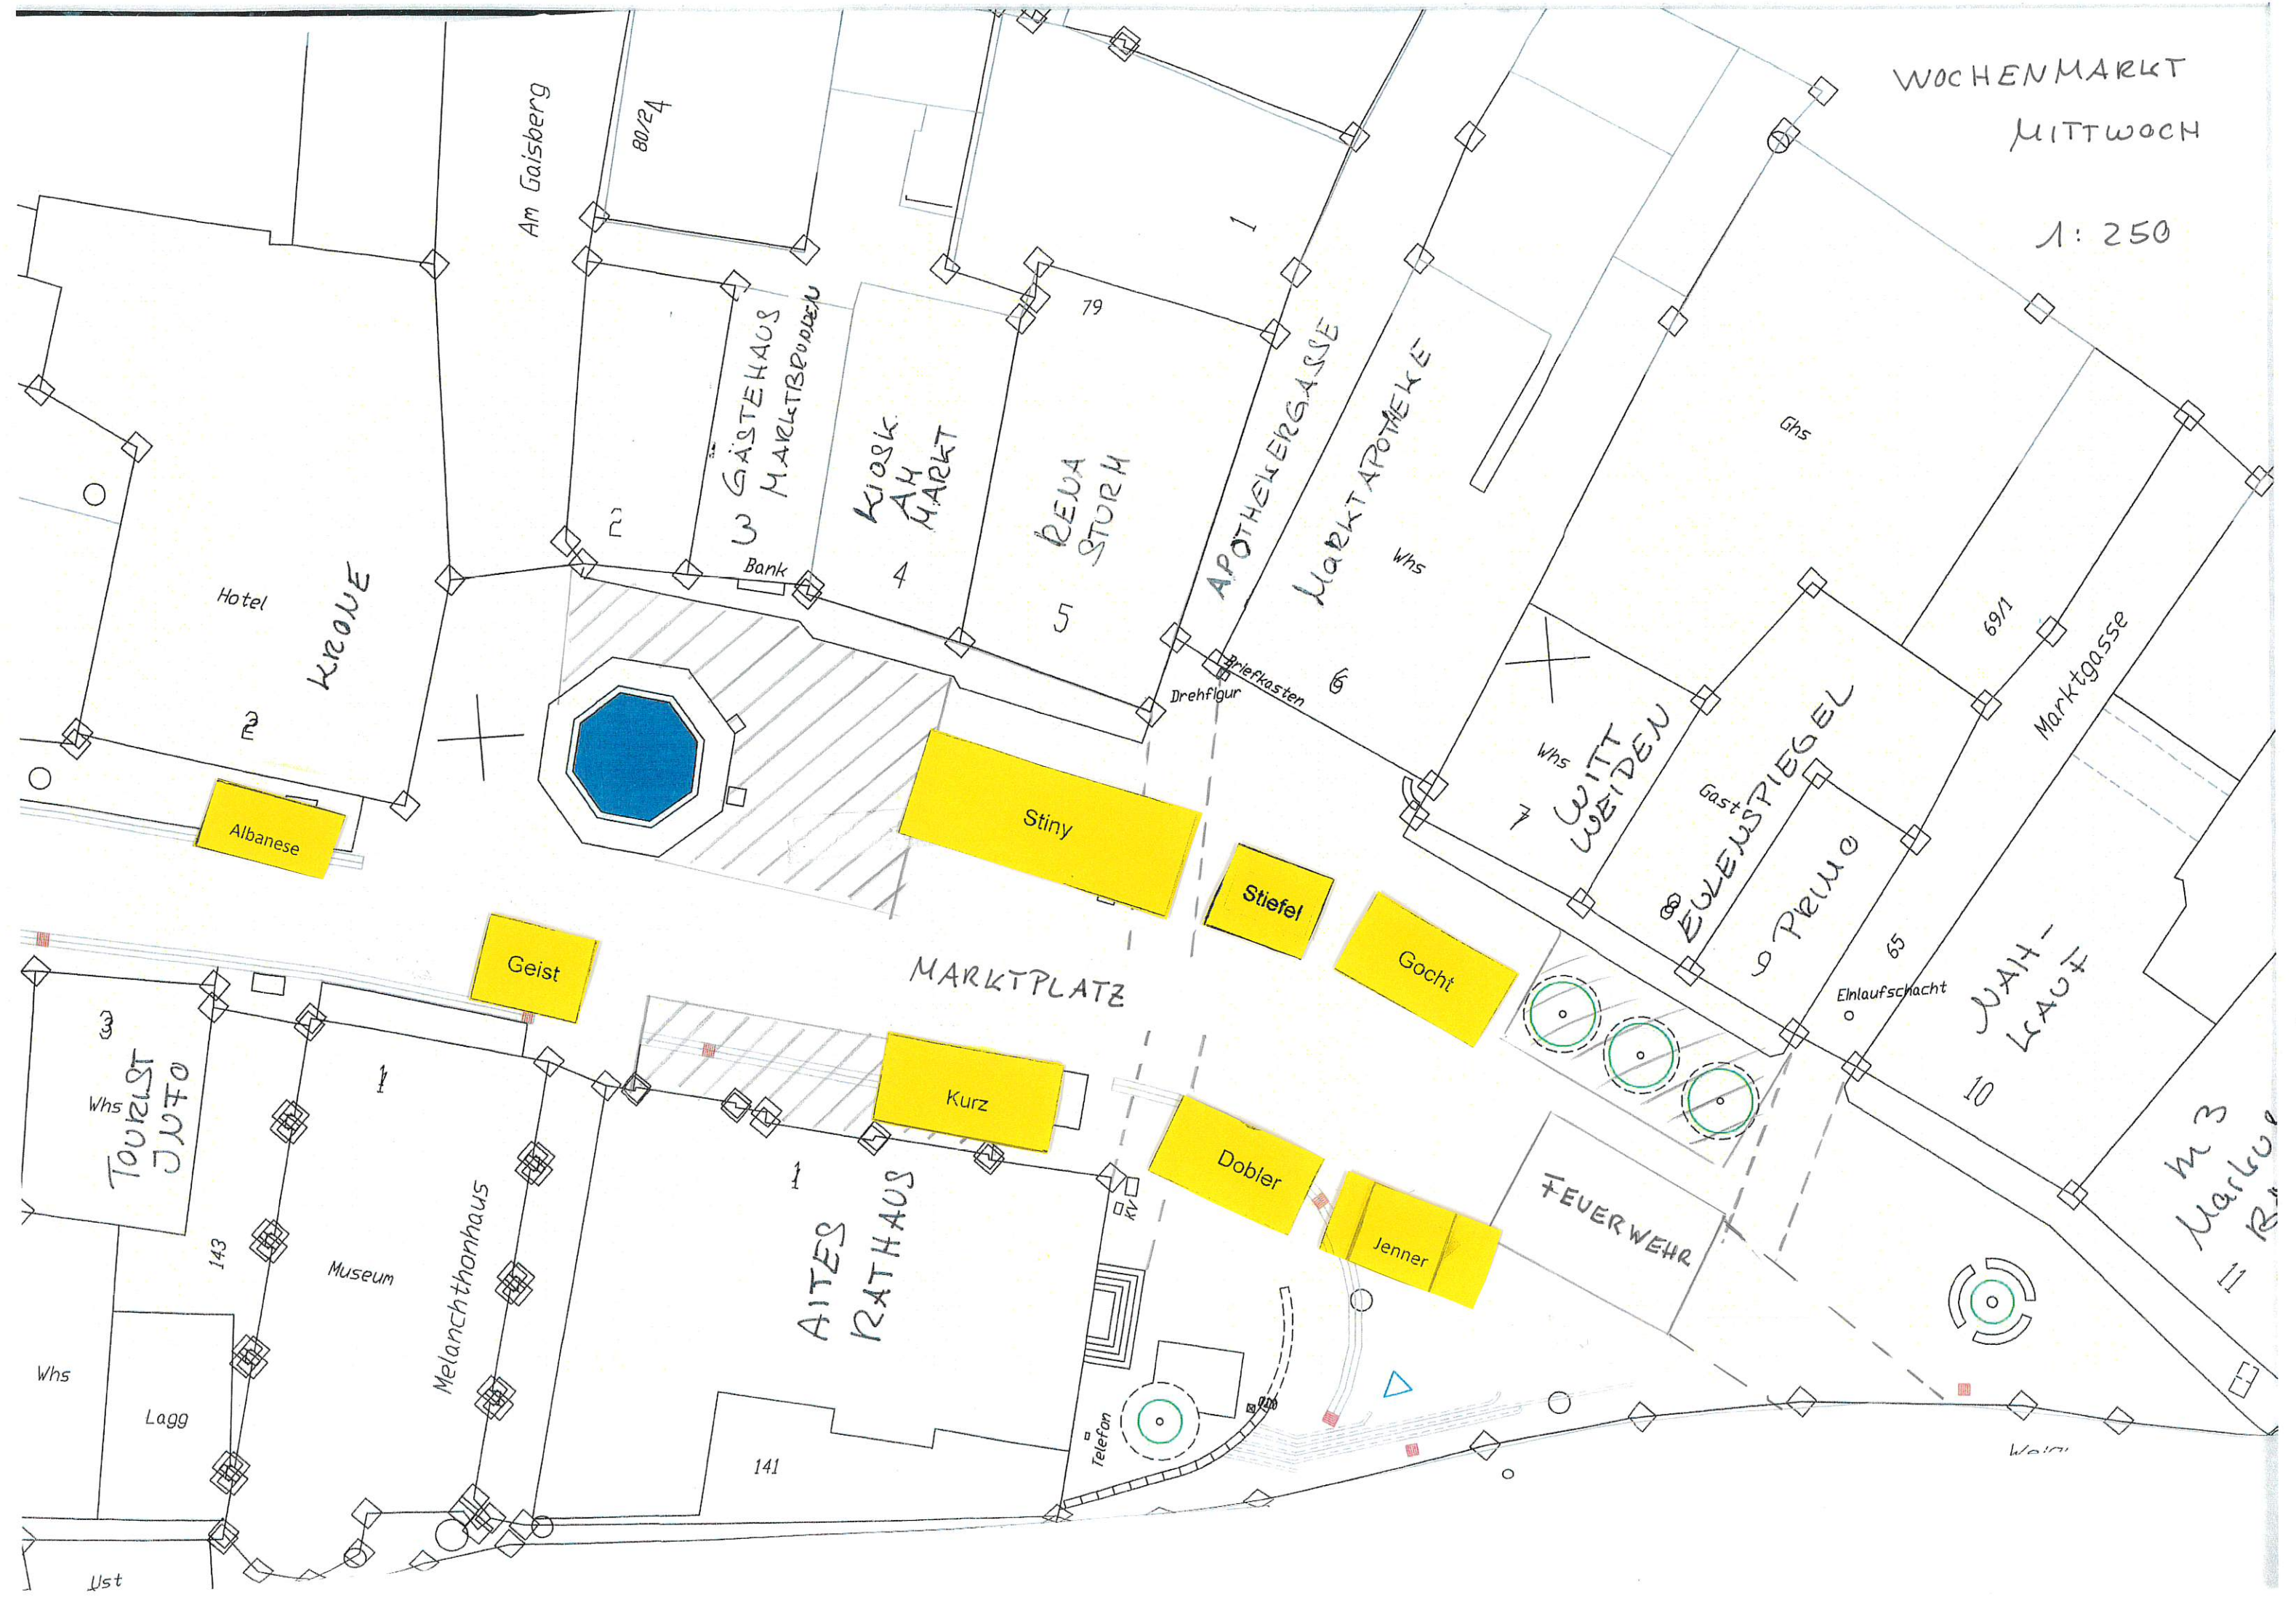 WOCHENMARKT
MITTWOCH
1: 250
Am Gaisberg
80/24
1
79
GÄSTEHAUS
MARKTBRUNNEN
3
KIOSK
AM
MARKT
4
RENA
STURM
5
APOTHEKERGASSE
MARKTAPOTHEKE
Whs
6
Ghs
69/1
Marktgasse
Hotel
KRONE
2
2
Bank
Drehfigur
Briefkasten
Whs
7
WITT
WEIDEN
Gast
8
EULENSPIEGEL
9 PRIMO
65
Einlaufschacht
NAH-
KAUF
10
m 3
11
Albanese
Stiny
Stiefel
Gocht
Geist
MARKTPLATZ
Kurz
Dobler
Jenner
FEUERWEHR
3
Whs
TOURIST
INFO
143
1
Museum
Melanchthonhaus
1
AltES
RATHAUS
KV
Telefon
141
Whs
Lagg
Ust